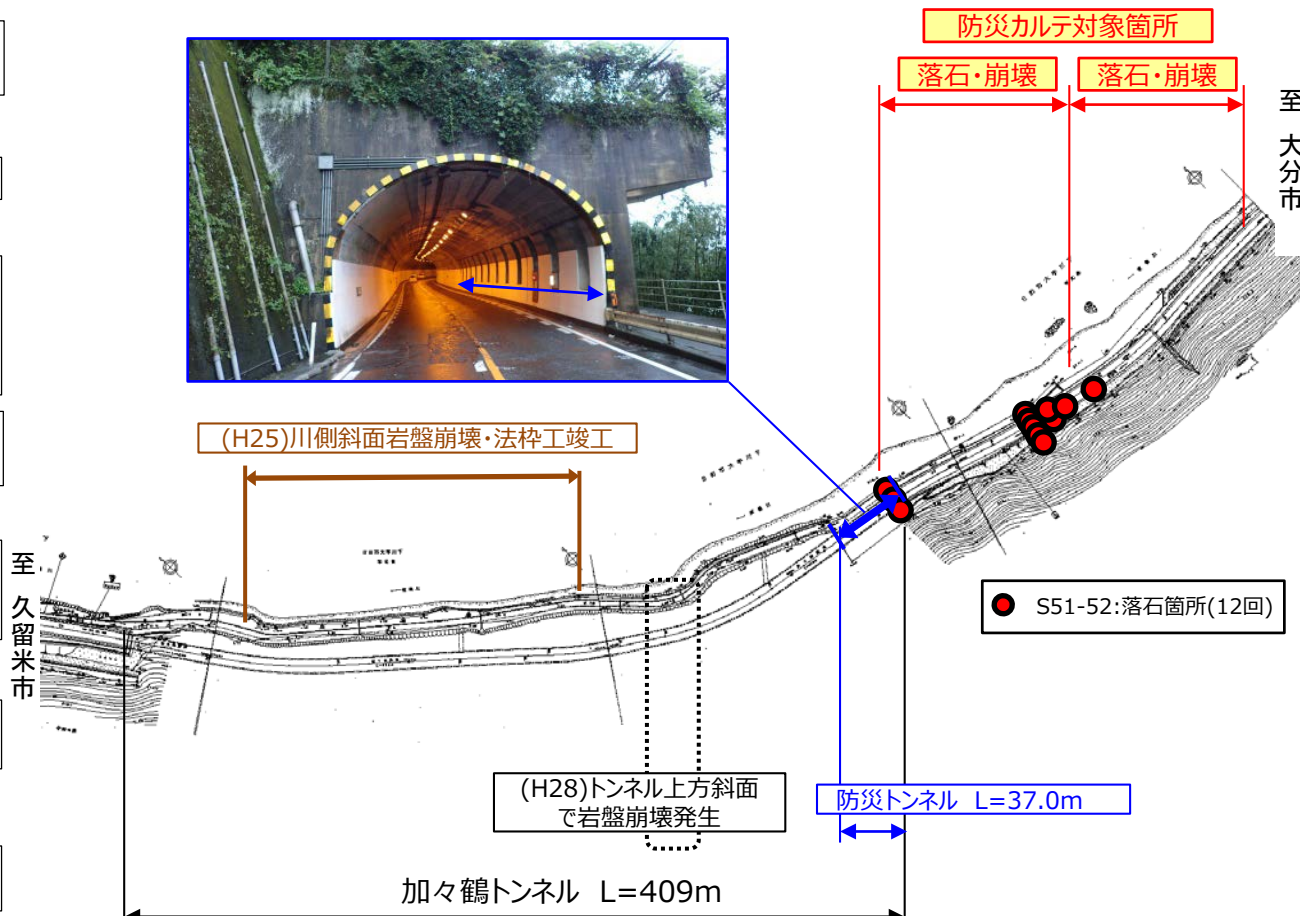 防災カルテ対象箇所
落石・崩壊
落石・崩壊
至 大分市
(H25)川側斜面岩盤崩壊・法枠工竣工
至 久留米市
S51-52:落石箇所(12回)
(H28)トンネル上方斜面
で岩盤崩壊発生
防災トンネル L=37.0m
加々鶴トンネル L=409m